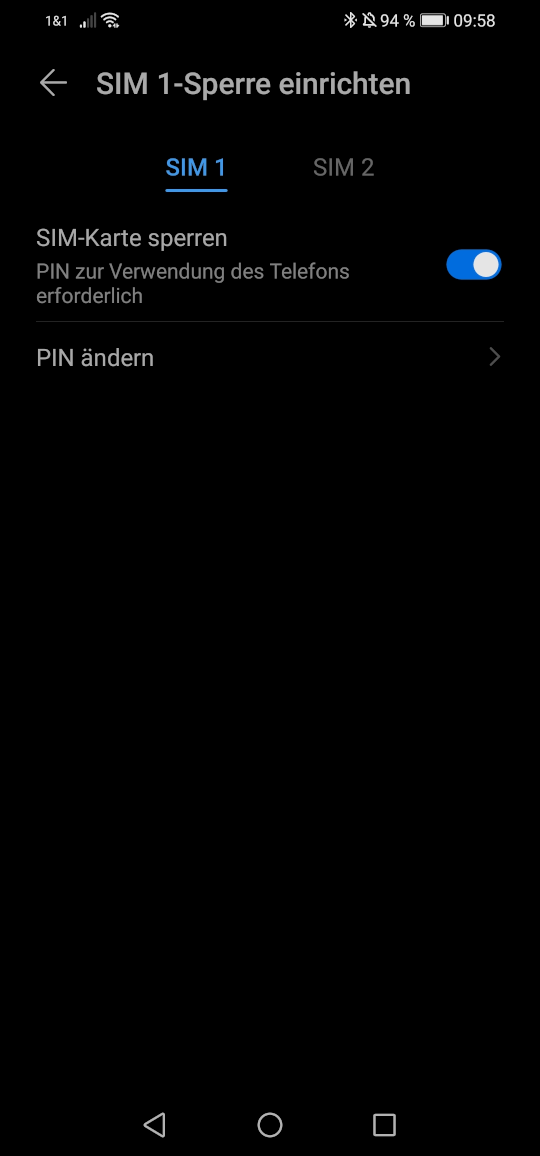 1&1 94 % 09:58
SIM 1-Sperre einrichten
SIM 1 SIM 2
SIM-Karte sperren
PIN zur Verwendung des Telefons
erforderlich
PIN ändern